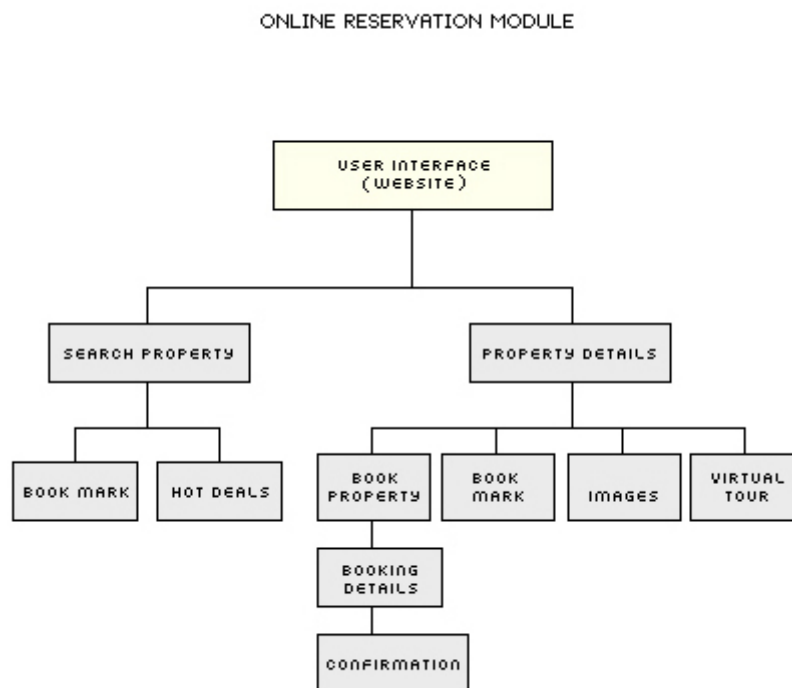 ONLINE RESERVATION MODULE
USER INTERFACE
(WEBSITE)
SEARCH PROPERTY
PROPERTY DETAILS
BOOK MARK
HOT DEALS
BOOK
PROPERTY
BOOK
MARK
IMAGES
VIRTUAL
TOUR
BOOKING
DETAILS
CONFIRMATION